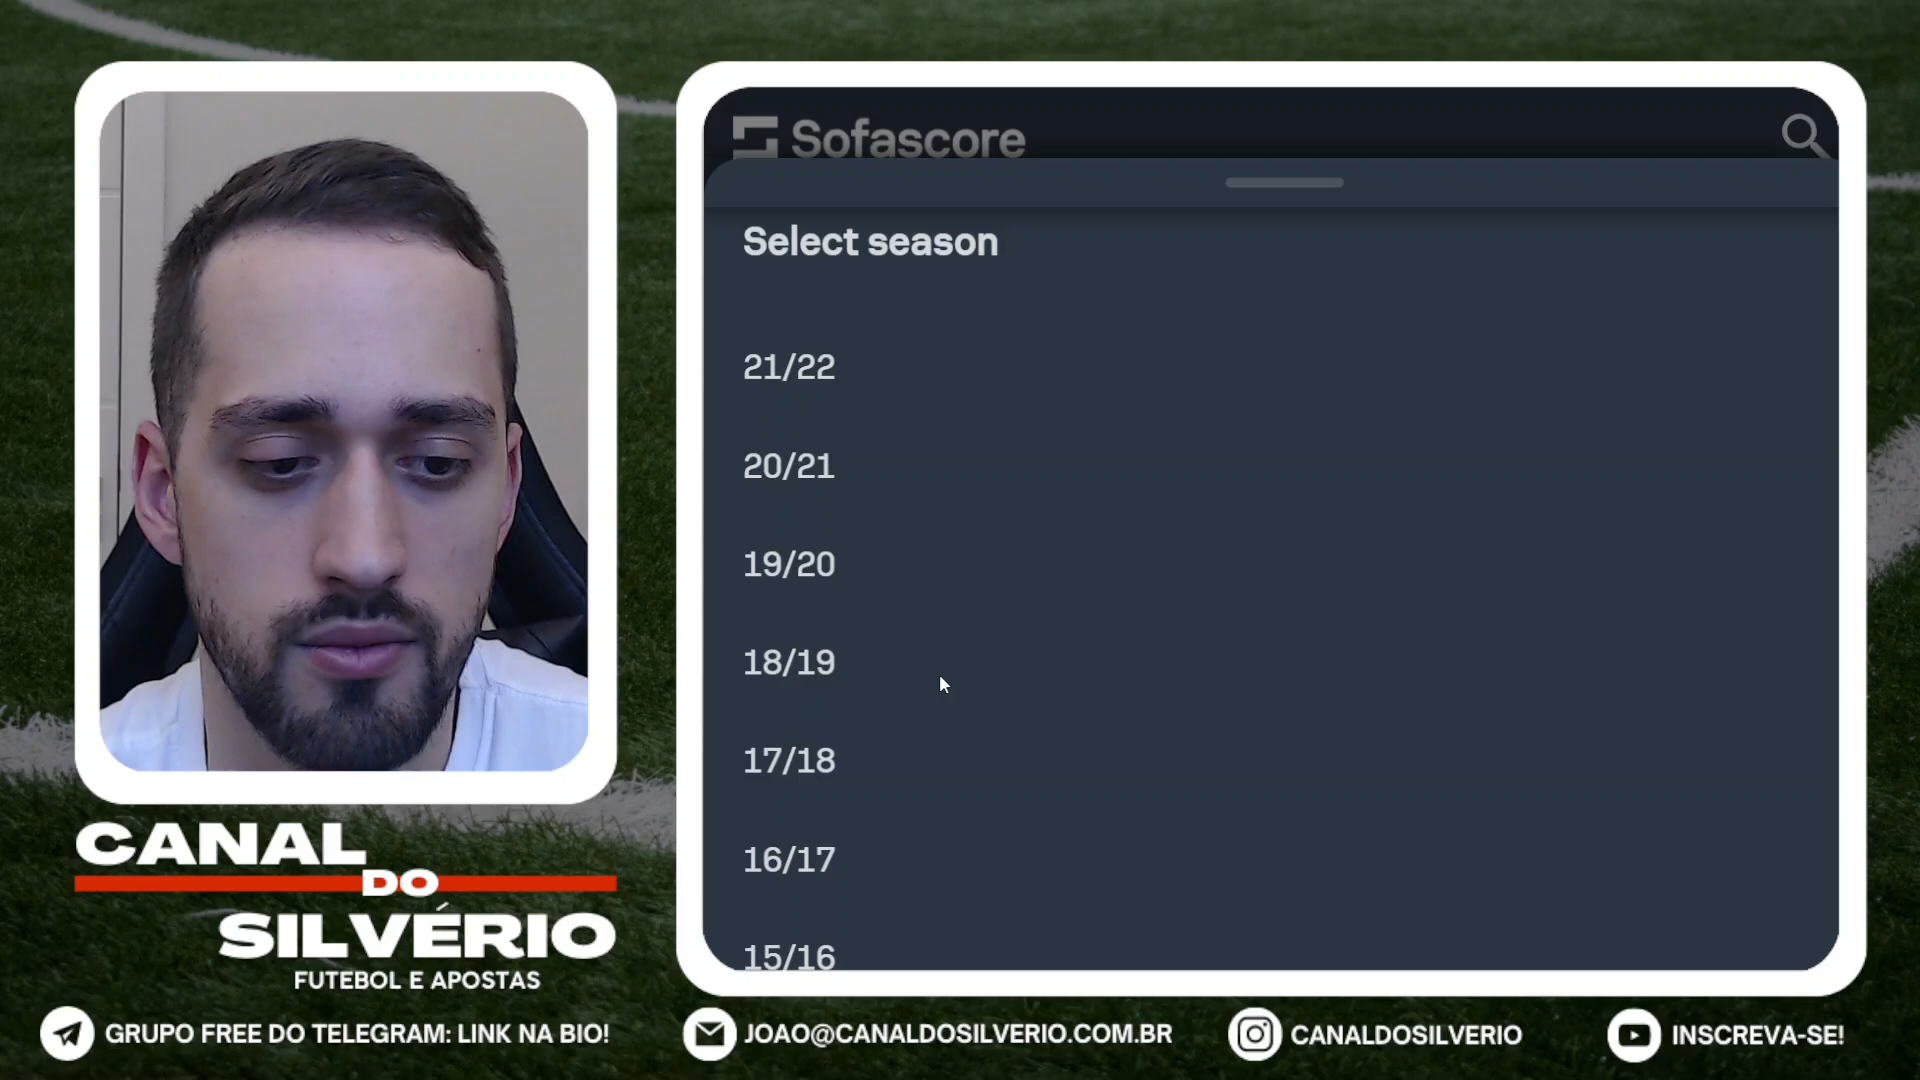 Sofascore
Select season
21/22
20/21
19/20
18/19
17/18
16/17
15/16
CANAL
DO
SILVÉRIO
FUTEBOL E APOSTAS
GRUPO FREE DO TELEGRAM: LINK NA BIO!
JOAO@CANALDOSILVERIO.COM.BR
CANALDOSILVERIO
INSCREVA-SE!